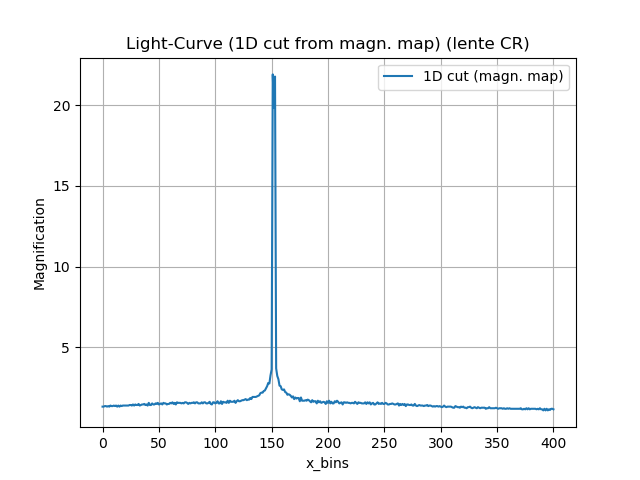 Light-Curve (1D cut from magn. map) (lente CR)
1D cut (magn. map)
Magnification
20
15
10
5
0 50 100 150 200 250 300 350 400
x_bins